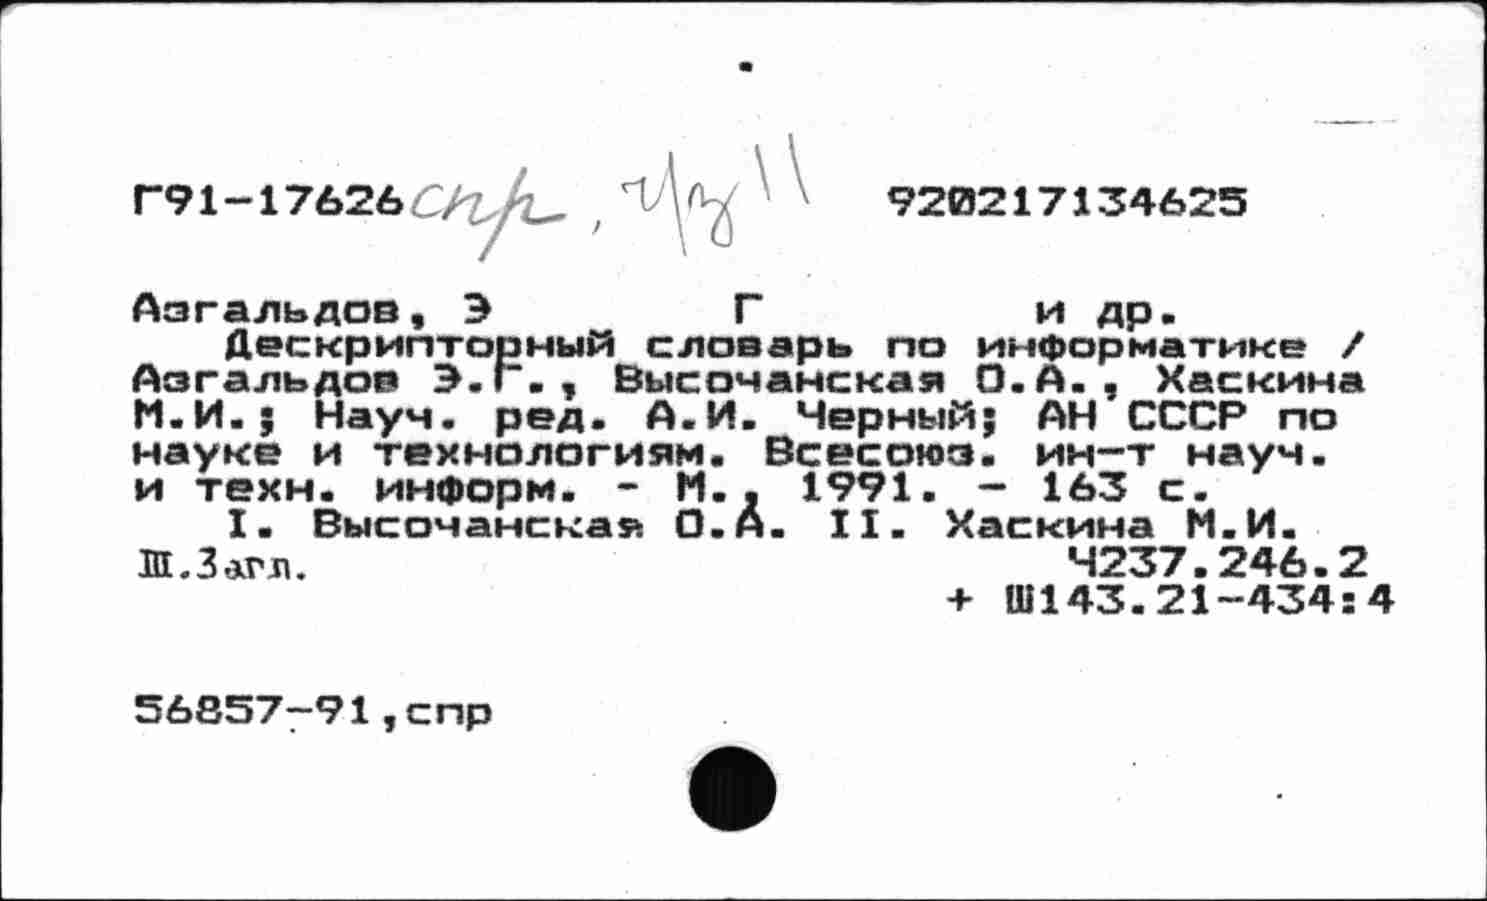 Г91-17626 спр, ч/з 11 920217134625
Азгальдов, Э Г и др.
Дескрипторный словарь по информатике /
Азгальдов Э.Г., Высочанская О.А., Хаскина
М.И.; Науч. ред. А.И. Черный; АН СССР по
науке и технологиям. Всесоюз. ин-т науч.
и техн. информ. - М., 1991. - 163 с.
I. Высочанская О.А. II. Хаскина М.И.
III.Загл. Ч237.246.2
+ Ш143.21-434:4
56857-91,спр